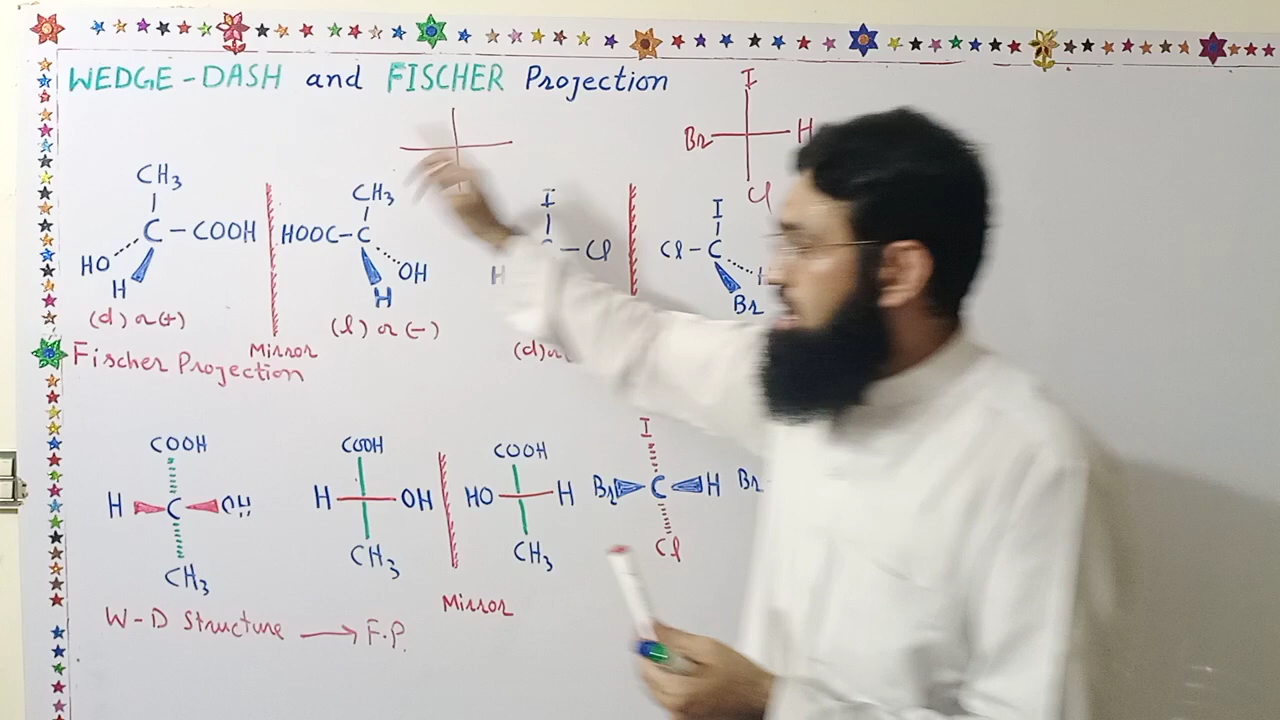 WEDGE-DASH and FISCHER Projection
I
Br H
Cl
CH3
C - COOH
HO
H
(d) or (+)
Mirror
CH3
HOOC - C
OH
H
(l) or (-)
I
- Cl
H
I
Cl - C
Br
Fischer Projection
COOH
H C OH
CH3
COOH
H OH
CH3
Mirror
COOH
HO H
CH3
I
Br C H
Cl
Br
W-D Structure → F.P.